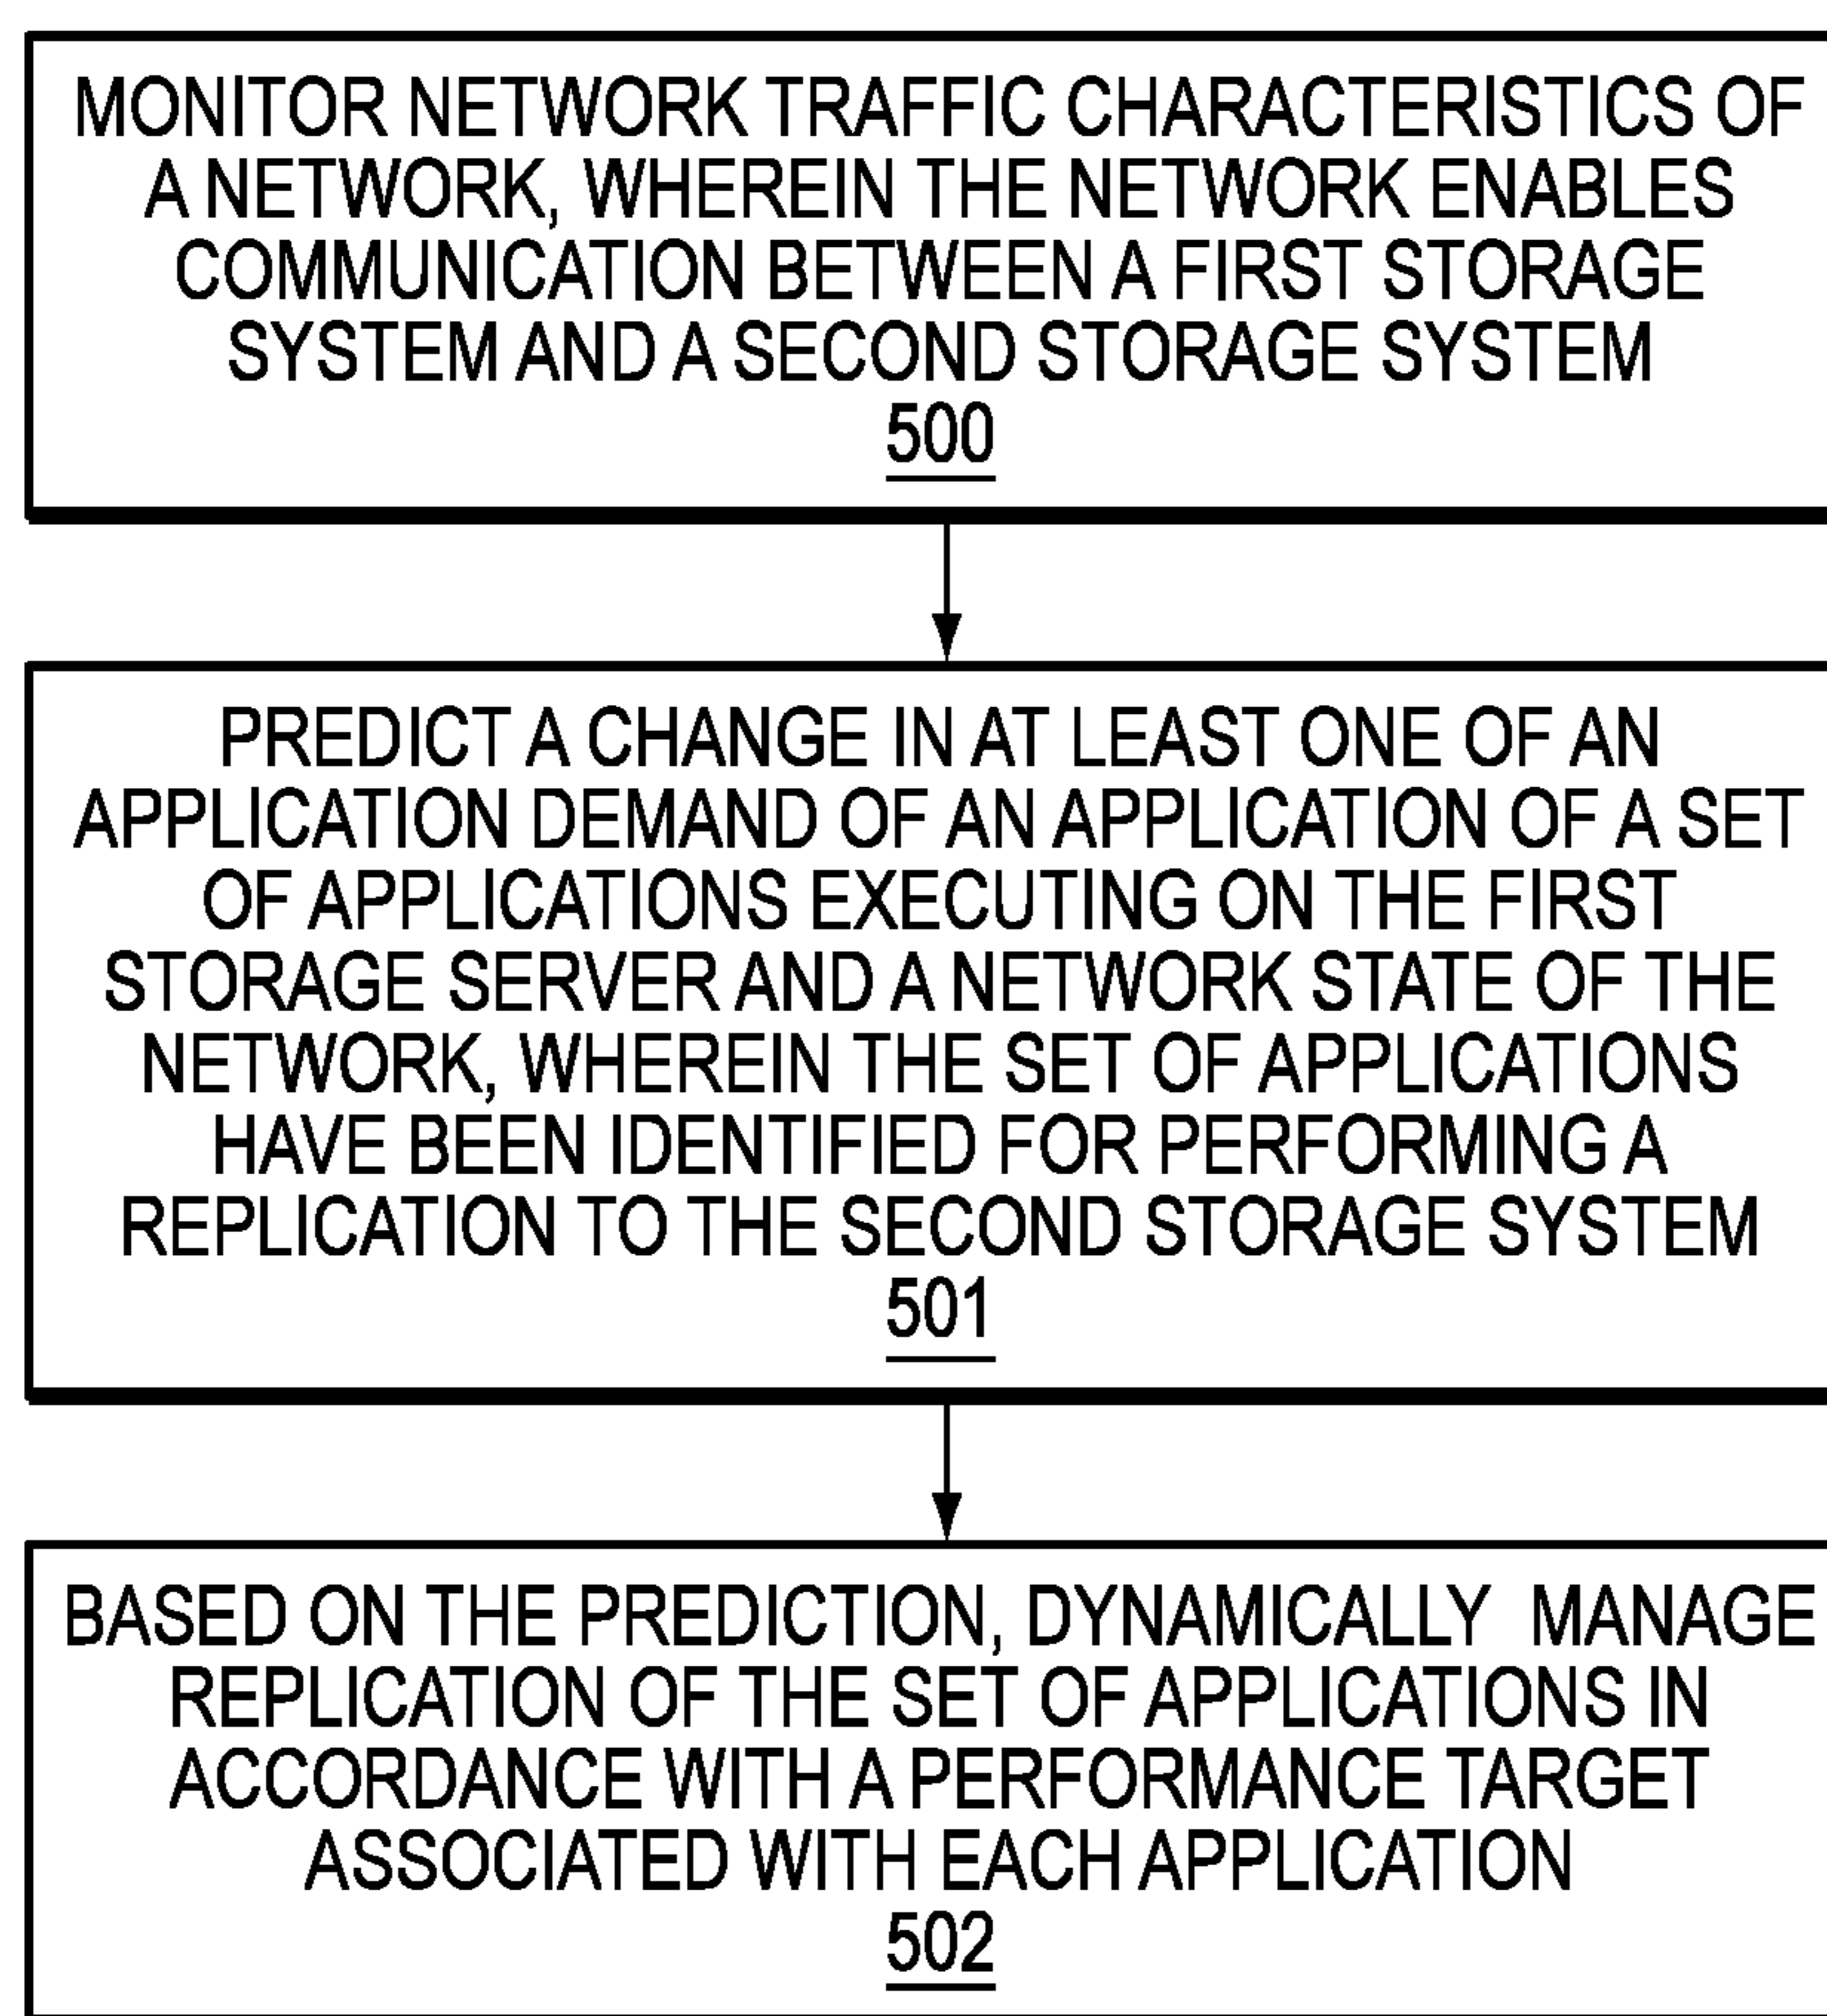 MONITOR NETWORK TRAFFIC CHARACTERISTICS OF
A NETWORK, WHEREIN THE NETWORK ENABLES
COMMUNICATION BETWEEN A FIRST STORAGE
SYSTEM AND A SECOND STORAGE SYSTEM
500
PREDICT A CHANGE IN AT LEAST ONE OF AN
APPLICATION DEMAND OF AN APPLICATION OF A SET
OF APPLICATIONS EXECUTING ON THE FIRST
STORAGE SERVER AND A NETWORK STATE OF THE
NETWORK, WHEREIN THE SET OF APPLICATIONS
HAVE BEEN IDENTIFIED FOR PERFORMING A
REPLICATION TO THE SECOND STORAGE SYSTEM
501
BASED ON THE PREDICTION, DYNAMICALLY MANAGE
REPLICATION OF THE SET OF APPLICATIONS IN
ACCORDANCE WITH A PERFORMANCE TARGET
ASSOCIATED WITH EACH APPLICATION
502